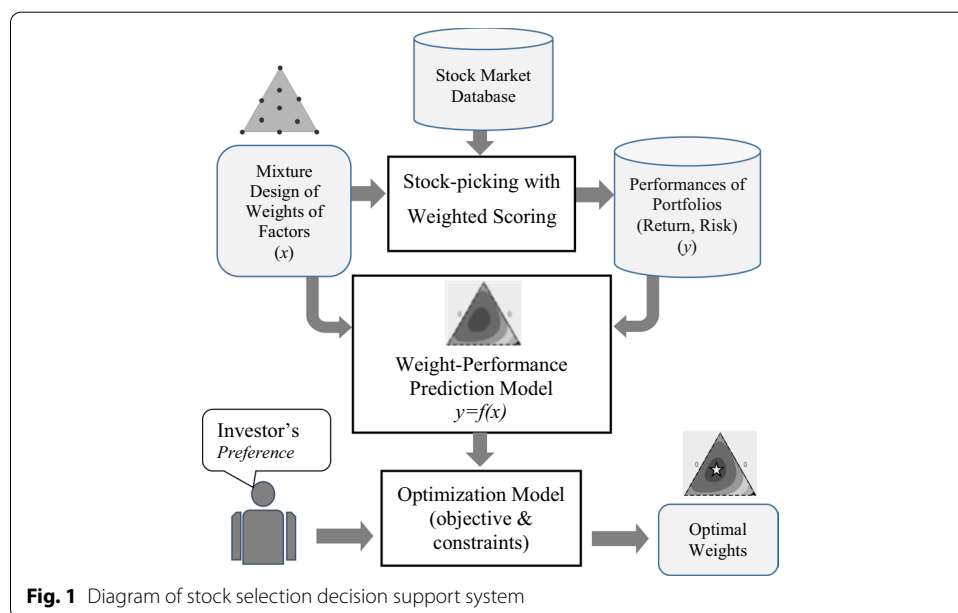 Stock Market
Database
Mixture
Design of
Weights of
Factors
(x)
Stock-picking with
Weighted Scoring
Performances of
Portfolios
(Return, Risk)
(y)
Weight-Performance
Prediction Model
y=f(x)
Investor's
Preference
Optimization Model
(objective &
constraints)
Optimal
Weights
Fig. 1 Diagram of stock selection decision support system